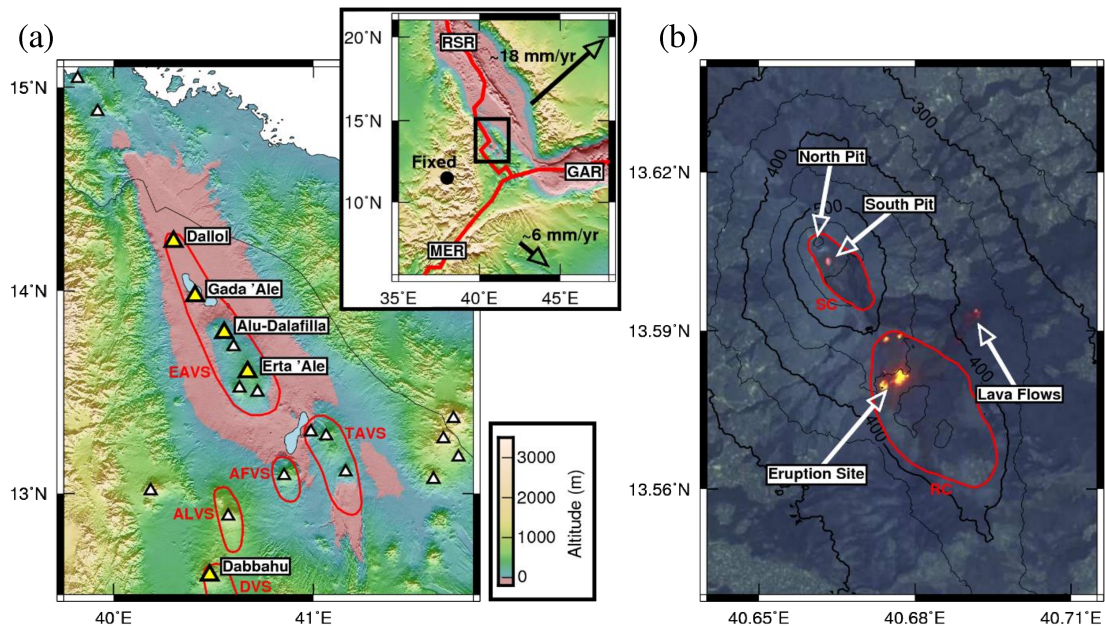 (a)
15°N
14°N
13°N
40°E
41°E
Dallol
Gada 'Ale
Alu-Dalafilla
Erta 'Ale
EAVS
TAVS
AFVS
ALVS
Dabbahu
DVS
20°N
15°N
10°N
35°E
40°E
45°E
RSR
~18 mm/yr
Fixed
GAR
MER
~6 mm/yr
3000
2000
1000
0
Altitude (m)
(b)
13.62°N
13.59°N
13.56°N
40.65°E
40.68°E
40.71°E
300
400
500
North Pit
South Pit
SC
400
Lava Flows
400
Eruption Site
RC